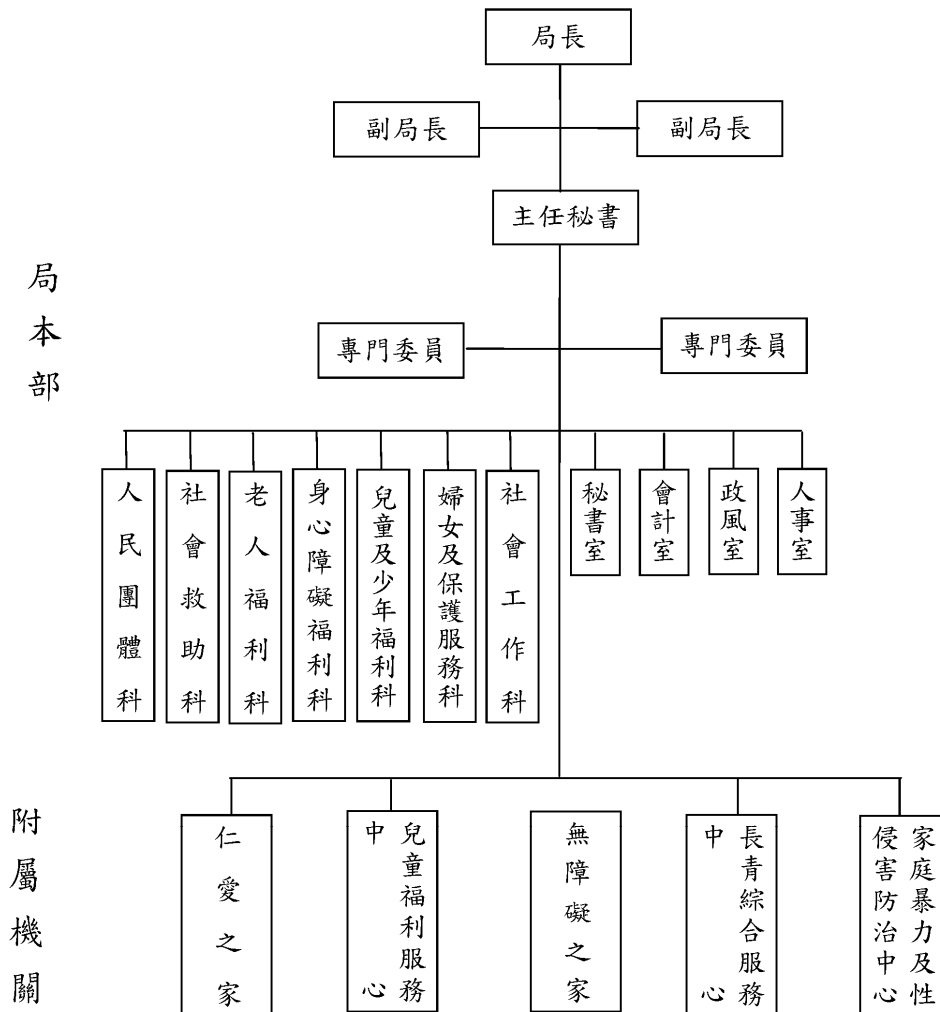 局長
副局長
副局長
主任秘書
局本部
專門委員
專門委員
人民團體科
社會救助科
老人福利科
身心障礙福利科
兒童及少年福利科
婦女及保護服務科
社會工作科
秘書室
會計室
政風室
人事室
附屬機關
仁愛之家
兒童福利服務
中心
無障礙之家
長青綜合服務
中心
家庭暴力及性
侵害防治中心